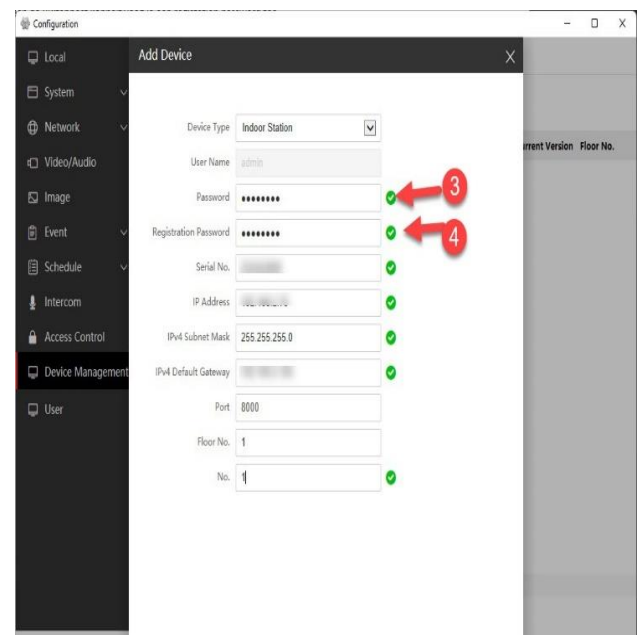 Configuration
Add Device
X
Local
System
Network
Video/Audio
Image
Event
Schedule
Intercom
Access Control
Device Management
User
Device Type Indoor Station
User Name admin
Password ••••••••
3
Registration Password ••••••••
4
Serial No.
IP Address
IPv4 Subnet Mask 255.255.255.0
IPv4 Default Gateway
Port 8000
Floor No. 1
No. 1
rrent Version Floor No.